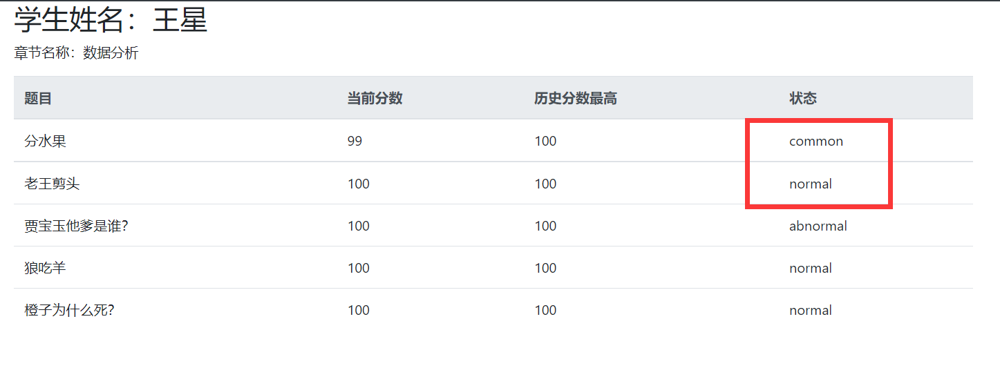 学生姓名：王星
章节名称：数据分析
题目 当前分数 历史分数最高 状态
分水果 99 100 common
老王剪头 100 100 normal
贾宝玉他爹是谁？ 100 100 abnormal
狼吃羊 100 100 normal
橙子为什么死？ 100 100 normal